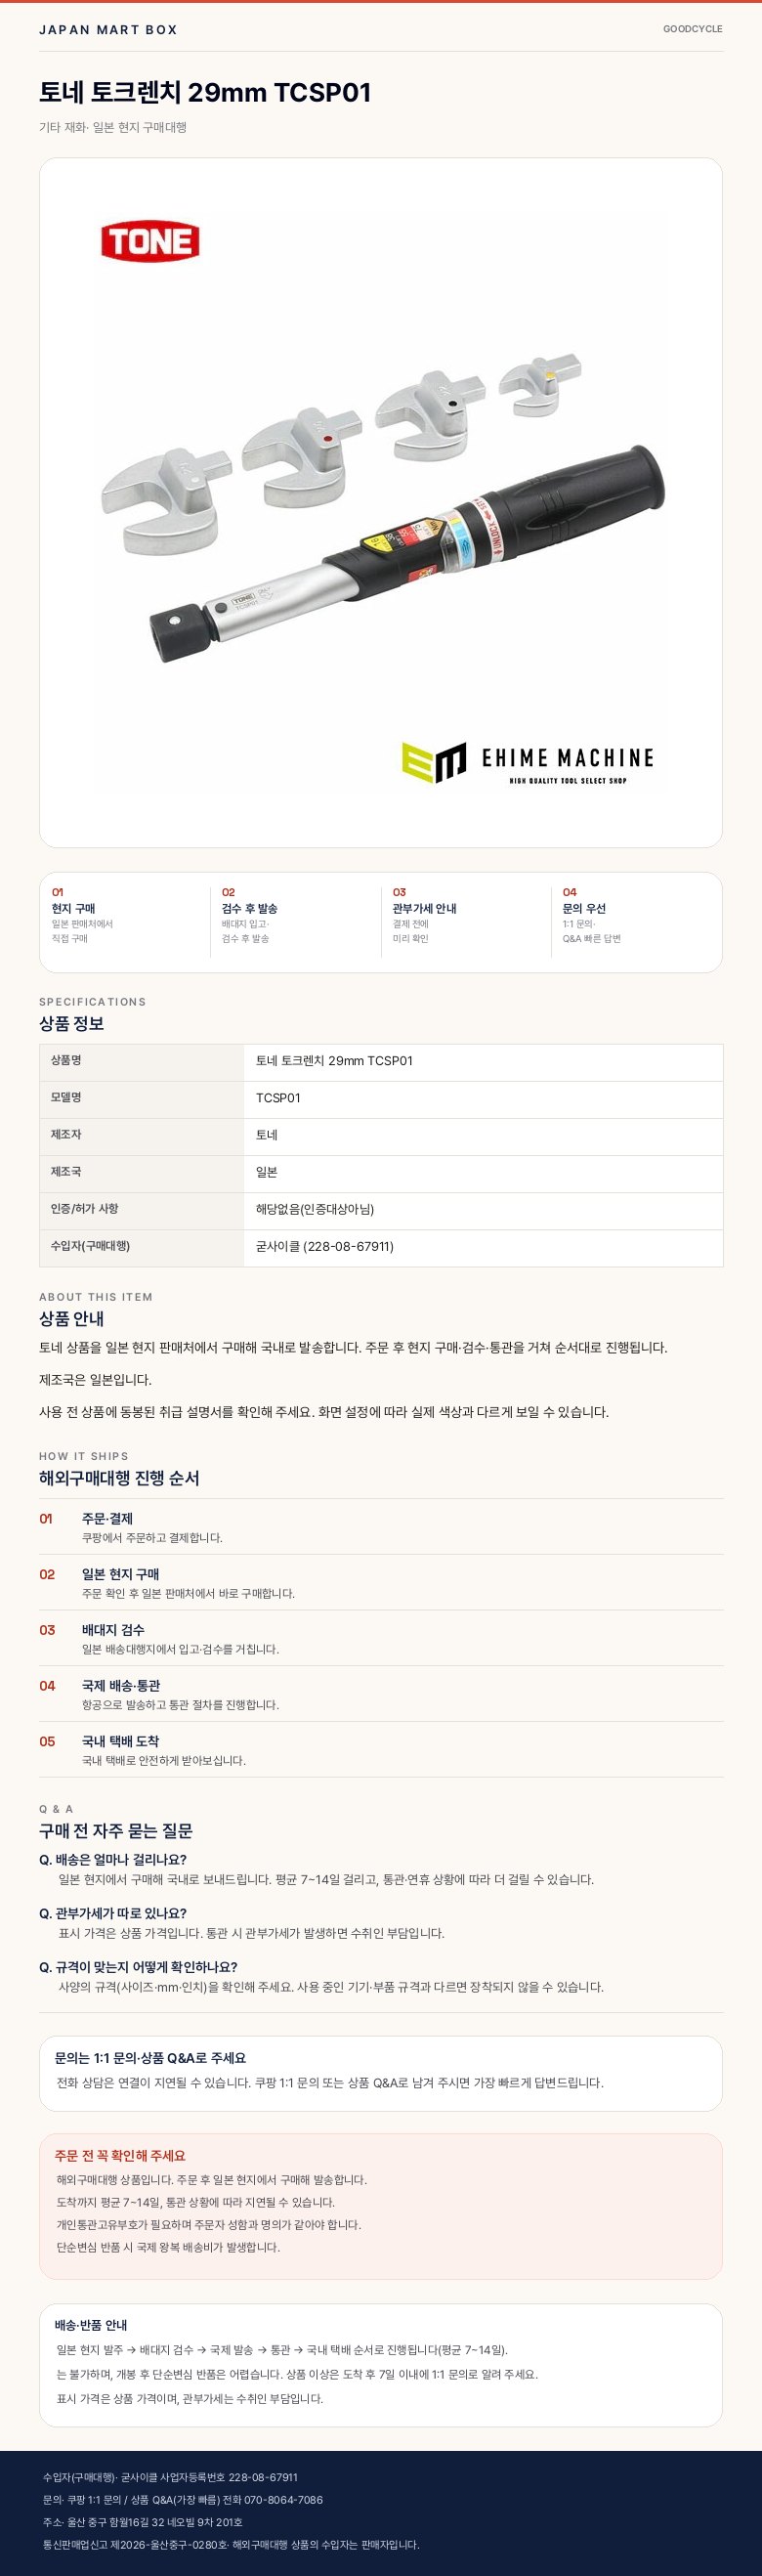 JAPAN MART BOX
GOODCYCLE
토네 토크렌치 29mm TCSP01
기타 재화· 일본 현지 구매대행
TONE
UNLOCK
TONE
TCSP01
EHIME MACHINE
HIGH QUALITY TOOL SELECT SHOP
01
현지 구매
일본 판매처에서
직접 구매
02
검수 후 발송
배대지 입고·
검수 후 발송
03
관부가세 안내
결제 전에
미리 확인
04
문의 우선
1:1 문의·
Q&A 빠른 답변
SPECIFICATIONS
상품 정보
상품명 토네 토크렌치 29mm TCSP01
모델명 TCSP01
제조자 토네
제조국 일본
인증/허가 사항 해당없음(인증대상아님)
수입자(구매대행) 굳사이클 (228-08-67911)
ABOUT THIS ITEM
상품 안내
토네 상품을 일본 현지 판매처에서 구매해 국내로 발송합니다. 주문 후 현지 구매·검수·통관을 거쳐 순서대로 진행됩니다.
제조국은 일본입니다.
사용 전 상품에 동봉된 취급 설명서를 확인해 주세요. 화면 설정에 따라 실제 색상과 다르게 보일 수 있습니다.
HOW IT SHIPS
해외구매대행 진행 순서
01 주문·결제
쿠팡에서 주문하고 결제합니다.
02 일본 현지 구매
주문 확인 후 일본 판매처에서 바로 구매합니다.
03 배대지 검수
일본 배송대행지에서 입고·검수를 거칩니다.
04 국제 배송·통관
항공으로 발송하고 통관 절차를 진행합니다.
05 국내 택배 도착
국내 택배로 안전하게 받아보십니다.
Q & A
구매 전 자주 묻는 질문
Q. 배송은 얼마나 걸리나요?
일본 현지에서 구매해 국내로 보내드립니다. 평균 7~14일 걸리고, 통관·연휴 상황에 따라 더 걸릴 수 있습니다.
Q. 관부가세가 따로 있나요?
표시 가격은 상품 가격입니다. 통관 시 관부가세가 발생하면 수취인 부담입니다.
Q. 규격이 맞는지 어떻게 확인하나요?
사양의 규격(사이즈·mm·인치)을 확인해 주세요. 사용 중인 기기·부품 규격과 다르면 장착되지 않을 수 있습니다.
문의는 1:1 문의·상품 Q&A로 주세요
전화 상담은 연결이 지연될 수 있습니다. 쿠팡 1:1 문의 또는 상품 Q&A로 남겨 주시면 가장 빠르게 답변드립니다.
주문 전 꼭 확인해 주세요
해외구매대행 상품입니다. 주문 후 일본 현지에서 구매해 발송합니다.
도착까지 평균 7~14일, 통관 상황에 따라 지연될 수 있습니다.
개인통관고유부호가 필요하며 주문자 성함과 명의가 같아야 합니다.
단순변심 반품 시 국제 왕복 배송비가 발생합니다.
배송·반품 안내
일본 현지 발주 → 배대지 검수 → 국제 발송 → 통관 → 국내 택배 순서로 진행됩니다(평균 7~14일).
는 불가하며, 개봉 후 단순변심 반품은 어렵습니다. 상품 이상은 도착 후 7일 이내에 1:1 문의로 알려 주세요.
표시 가격은 상품 가격이며, 관부가세는 수취인 부담입니다.
수입자(구매대행)· 굳사이클 사업자등록번호 228-08-67911
문의· 쿠팡 1:1 문의 / 상품 Q&A(가장 빠름) 전화 070-8064-7086
주소· 울산 중구 함월16길 32 네오빌 9차 201호
통신판매업신고 제2026-울산중구-0280호· 해외구매대행 상품의 수입자는 판매자입니다.